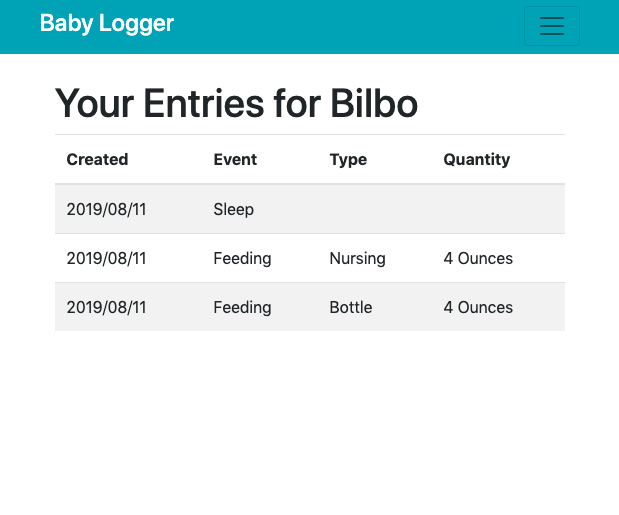 Baby Logger
Your Entries for Bilbo
Created Event Type Quantity
2019/08/11 Sleep
2019/08/11 Feeding Nursing 4 Ounces
2019/08/11 Feeding Bottle 4 Ounces